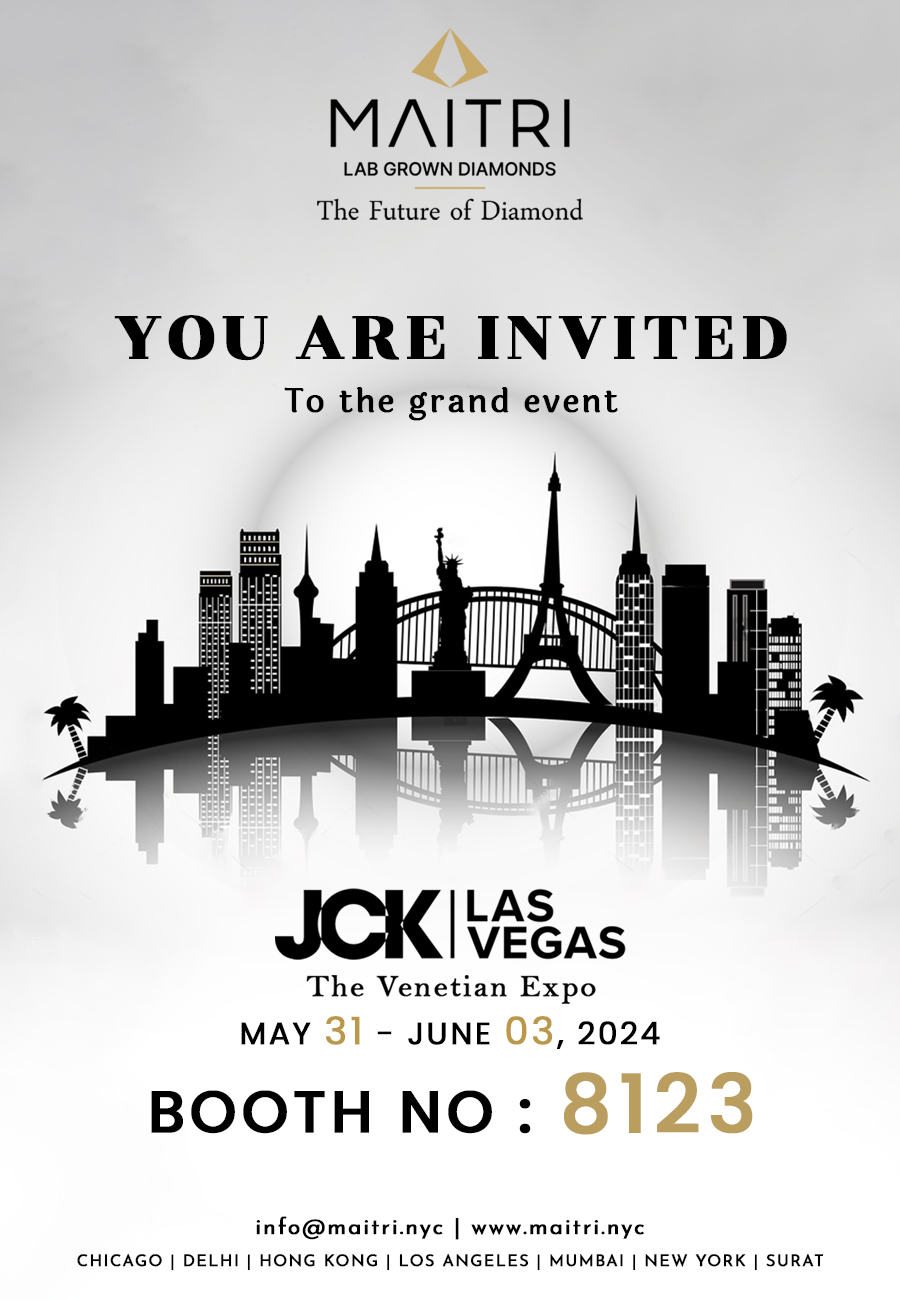 MAITRI
LAB GROWN DIAMONDS
The Future of Diamond
YOU ARE INVITED
To the grand event
JCK | LAS VEGAS
The Venetian Expo
MAY 31 - JUNE 03, 2024
BOOTH NO : 8123
info@maitri.nyc | www.maitri.nyc
CHICAGO | DELHI | HONG KONG | LOS ANGELES | MUMBAI | NEW YORK | SURAT